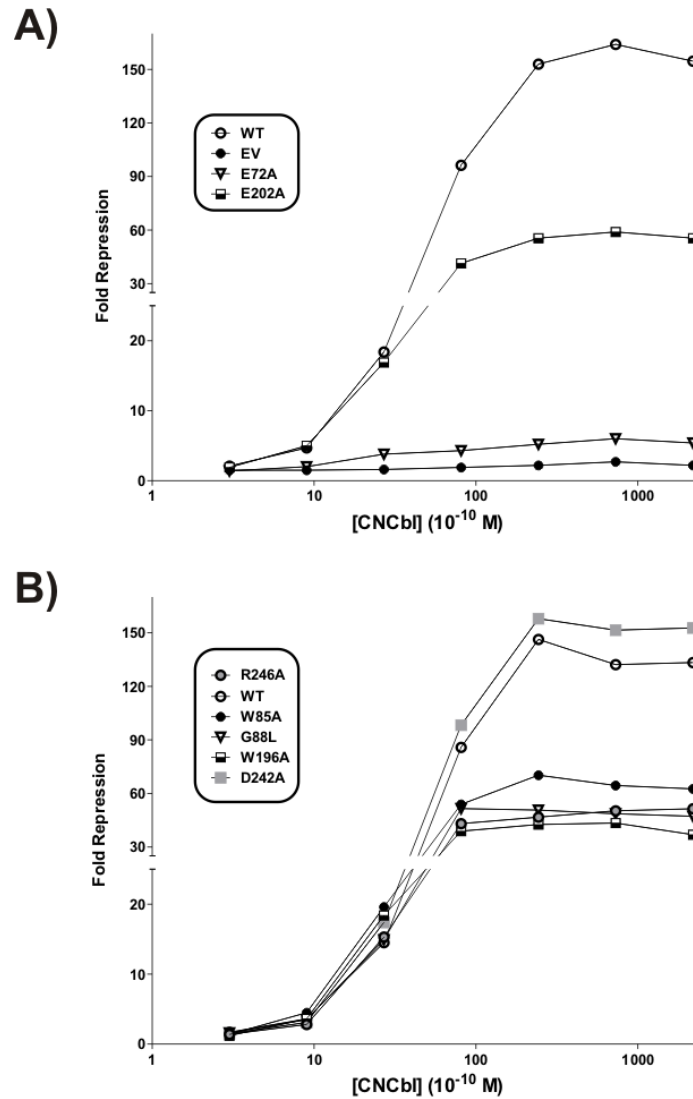 A)
150
WT
EV
E72A
E202A
120
90
60
30
20
10
0
Fold Repression
1 10 100 1000
[CNCbl] (10⁻¹⁰ M)
B)
150
R246A
WT
W85A
G88L
W196A
D242A
120
90
60
30
20
10
0
Fold Repression
1 10 100 1000
[CNCbl] (10⁻¹⁰ M)